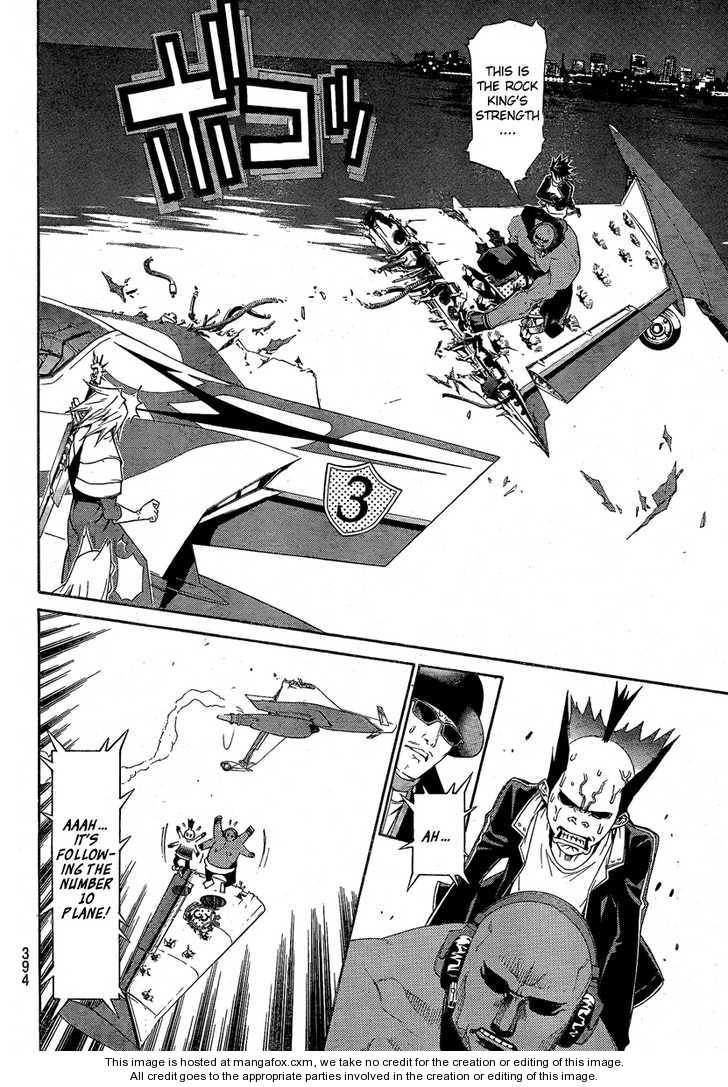 THIS IS
THE ROCK
KING'S
STRENGTH
....
ボゴッ
3
AH...
AAAH...
IT'S
FOLLOW-
ING THE
NUMBER
10
PLANE!
394
This image is hosted at mangafox.cxm, we take no credit for the creation or editing of this image.
All credit goes to the appropriate parties involved in the creation or editing of this image.